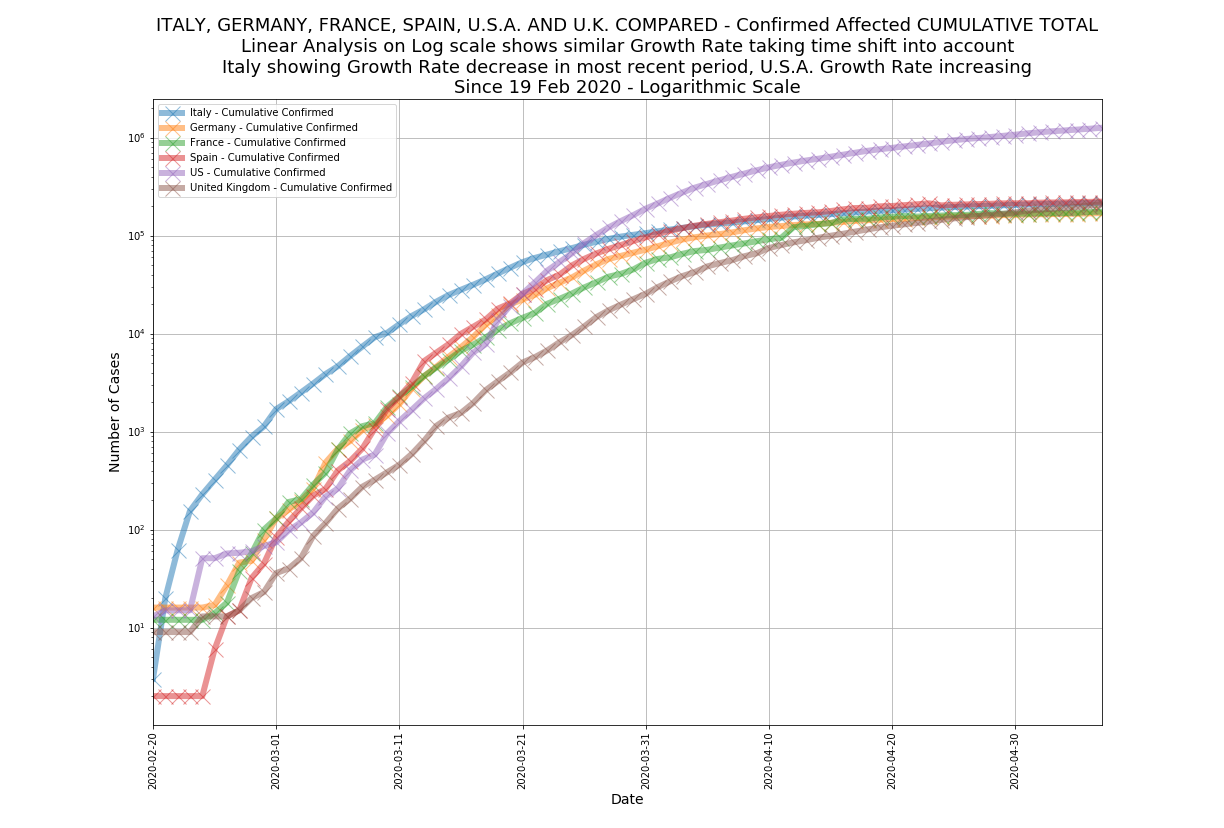 ITALY, GERMANY, FRANCE, SPAIN, U.S.A. AND U.K. COMPARED - Confirmed Affected CUMULATIVE TOTAL
Linear Analysis on Log scale shows similar Growth Rate taking time shift into account
Italy showing Growth Rate decrease in most recent period, U.S.A. Growth Rate increasing
Since 19 Feb 2020 - Logarithmic Scale
Italy - Cumulative Confirmed
Germany - Cumulative Confirmed
France - Cumulative Confirmed
Spain - Cumulative Confirmed
US - Cumulative Confirmed
United Kingdom - Cumulative Confirmed
Number of Cases
10⁶
10⁵
10⁴
10³
10²
10¹
2020-02-20
2020-03-01
2020-03-11
2020-03-21
2020-03-31
2020-04-10
2020-04-20
2020-04-30
Date